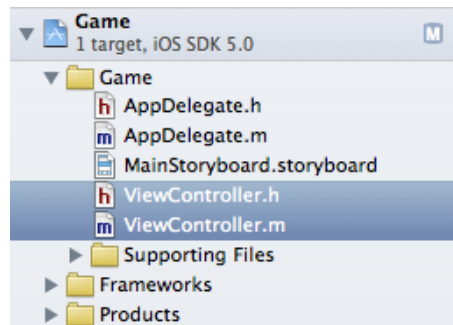 Game
1 target, iOS SDK 5.0
M
Game
h AppDelegate.h
m AppDelegate.m
MainStoryboard.storyboard
h ViewController.h
m ViewController.m
Supporting Files
Frameworks
Products